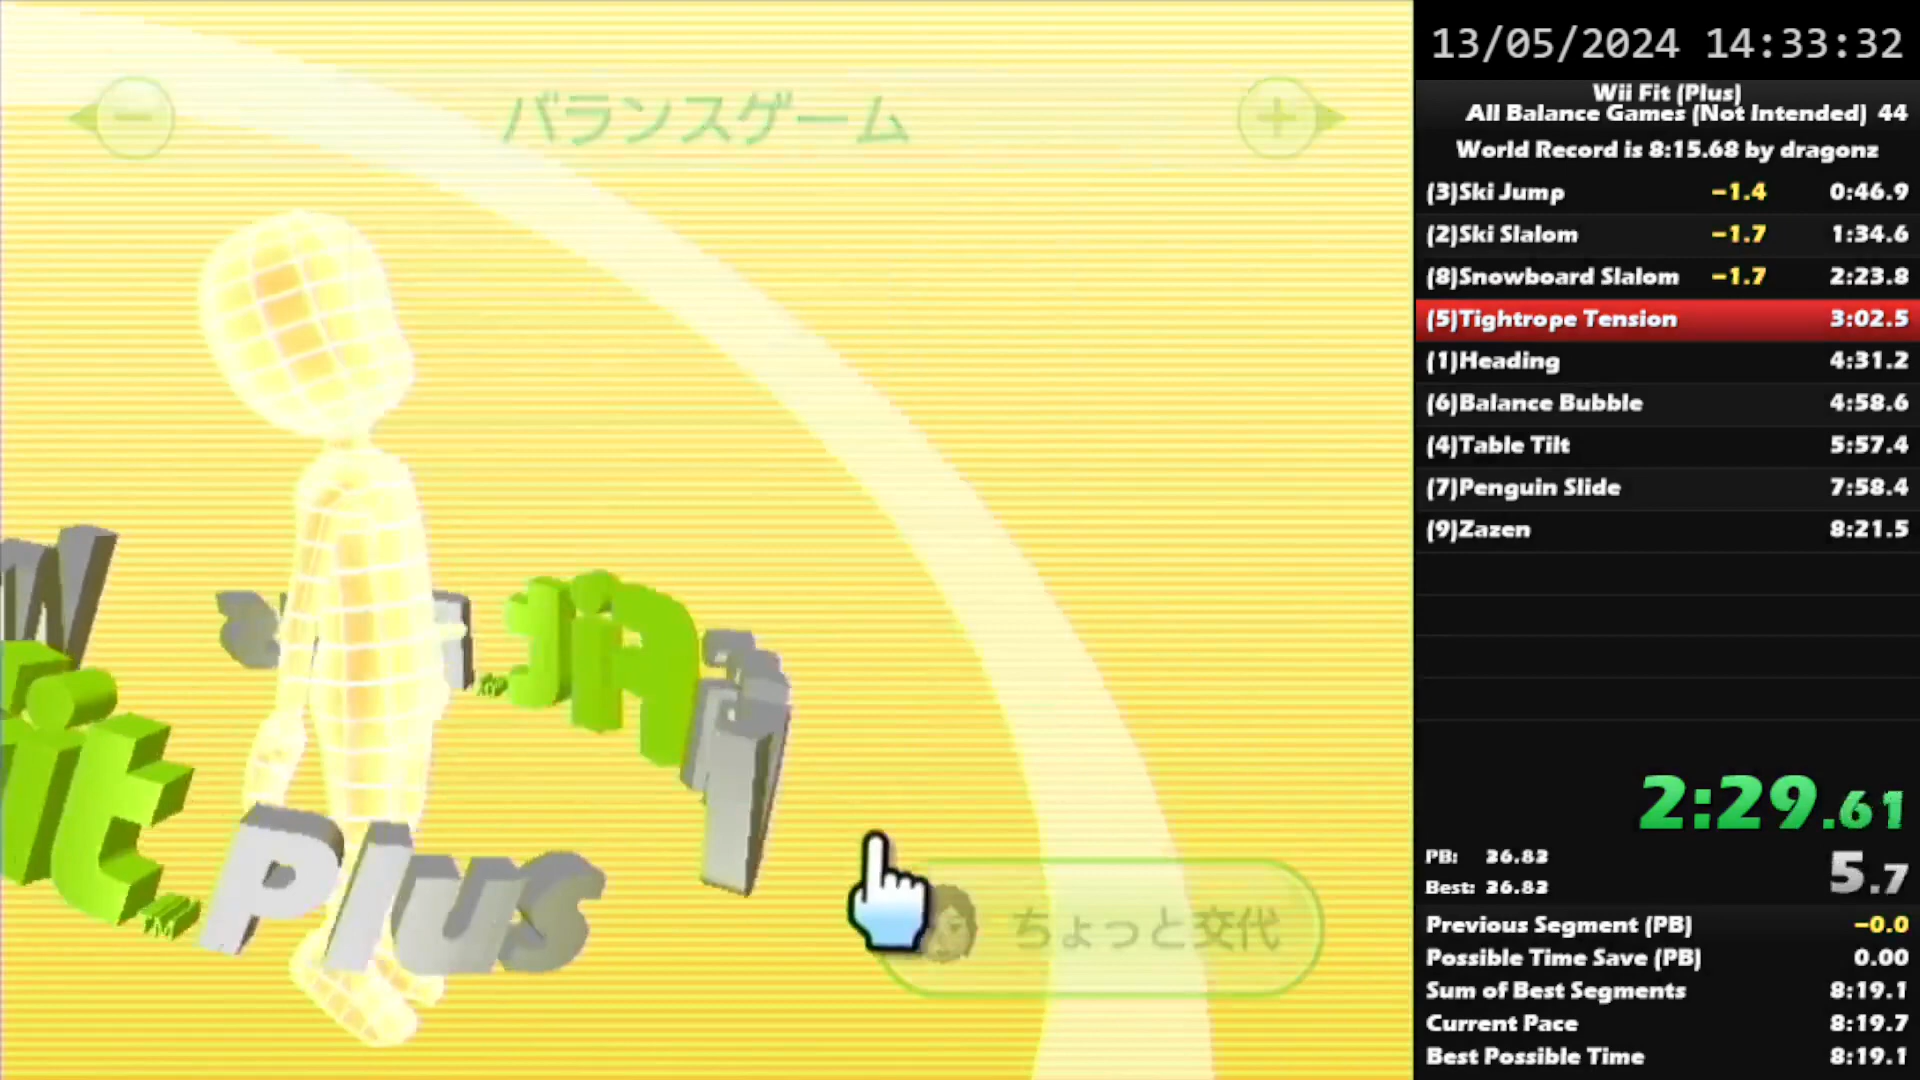 バランスゲーム
Fit
TM
Plus
ちょっと交代
13/05/2024 14:33:32
Wii Fit (Plus)
All Balance Games (Not Intended) 44
World Record is 8:15.68 by dragonz
(3)Ski Jump -1.4 0:46.9
(2)Ski Slalom -1.7 1:34.6
(8)Snowboard Slalom -1.7 2:23.8
(5)Tightrope Tension 3:02.5
(1)Heading 4:31.2
(6)Balance Bubble 4:58.6
(4)Table Tilt 5:57.4
(7)Penguin Slide 7:58.4
(9)Zazen 8:21.5
2:29.61
PB: 36.83
Best: 36.83
5.7
Previous Segment (PB) -0.0
Possible Time Save (PB) 0.00
Sum of Best Segments 8:19.1
Current Pace 8:19.7
Best Possible Time 8:19.1